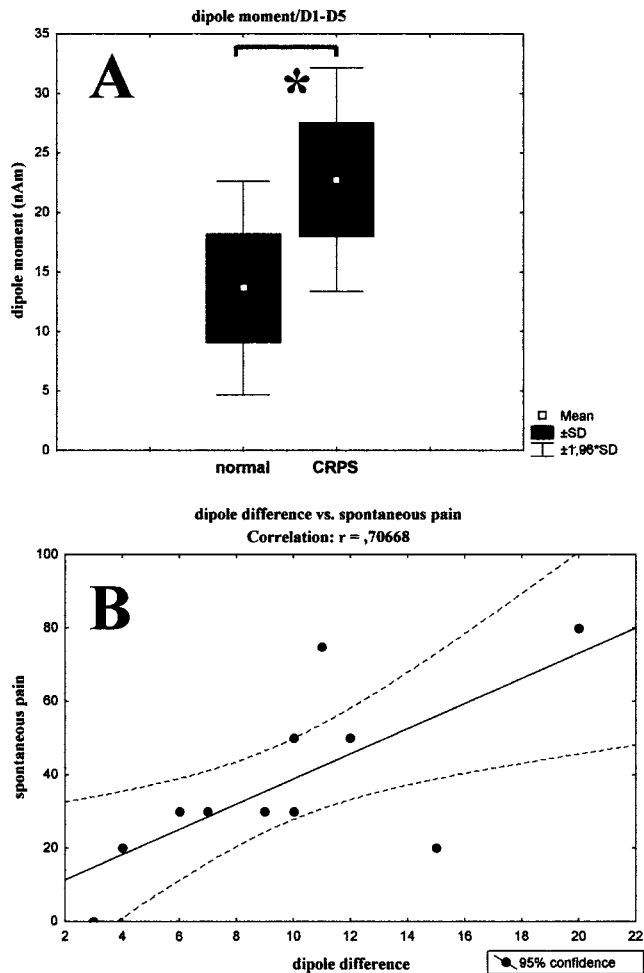 dipole moment/D1-D5
35
30
25
20
15
10
5
0
dipole moment (nAm)
A
*
normal CRPS
Mean
±SD
±1,96*SD
dipole difference vs. spontaneous pain
Correlation: r = ,70668
100
80
60
40
20
0
spontaneous pain
B
2 4 6 8 10 12 14 16 18 20 22
dipole difference
95% confidence